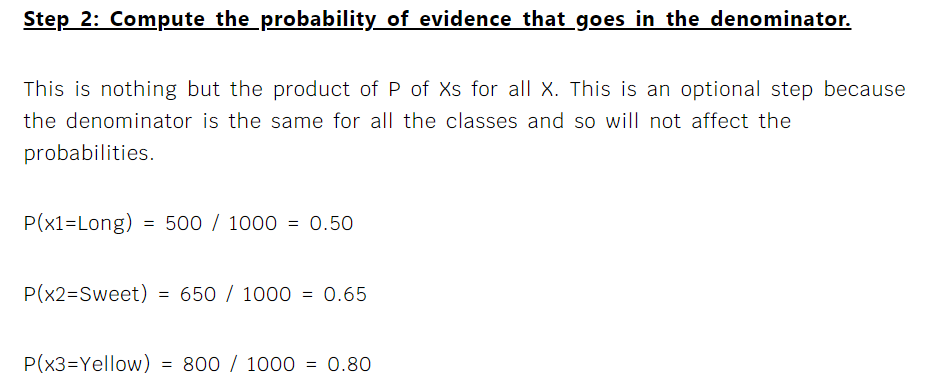 Step 2: Compute the probability of evidence that goes in the denominator.
This is nothing but the product of P of Xs for all X. This is an optional step because
the denominator is the same for all the classes and so will not affect the
probabilities.
P(x1=Long) = 500 / 1000 = 0.50
P(x2=Sweet) = 650 / 1000 = 0.65
P(x3=Yellow) = 800 / 1000 = 0.80